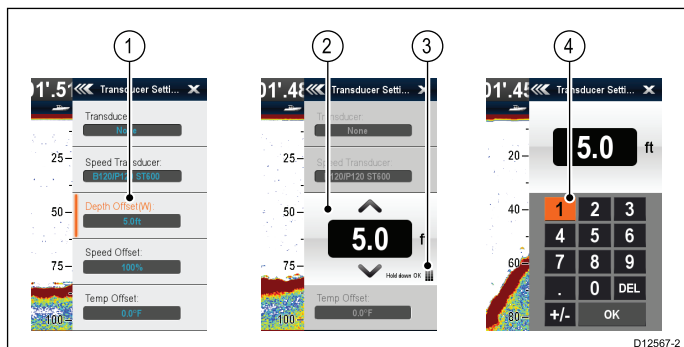 1
2
3
4
01'.51
Transducer Setti...
Transduce
None
25
Speed Transducer:
B120/P120 ST600
50
Depth Offset(W)
5.0ft
Speed Offset:
75
100%
Temp Offset:
100
0.0°F
01'.48
Transducer Setti...
Transducer
None
25
Speed Transducer:
B120/P120 ST600
50
5.0
f
75
Hold down OK
Temp Offset:
100
0.0°F
01'.45
Transducer Setti...
20
5.0 ft
40
1 2 3
4 5 6
60
7 8 9
. 0 DEL
80
+/- OK
D12567-2